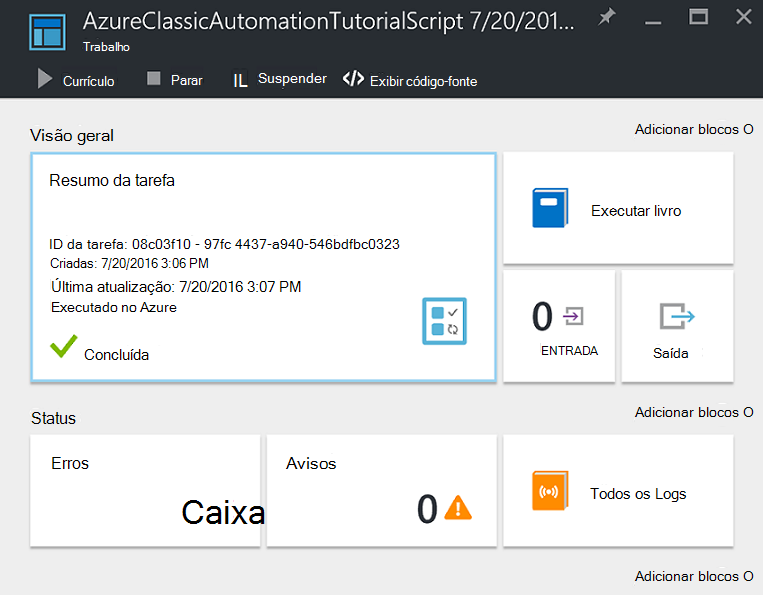 AzureClassicAutomationTutorialScript 7/20/201...
Trabalho
Currículo
Parar
IL Suspender
</> Exibir código-fonte
Visão geral
Adicionar blocos O
Resumo da tarefa
ID da tarefa: 08c03f10 - 97fc 4437-a940-546bdfbc0323
Criadas: 7/20/2016 3:06 PM
Última atualização: 7/20/2016 3:07 PM
Executado no Azure
Concluída
Executar livro
0
ENTRADA
Saída
Status
Adicionar blocos O
Erros
Caixa
Avisos
0
Todos os Logs
Adicionar blocos O